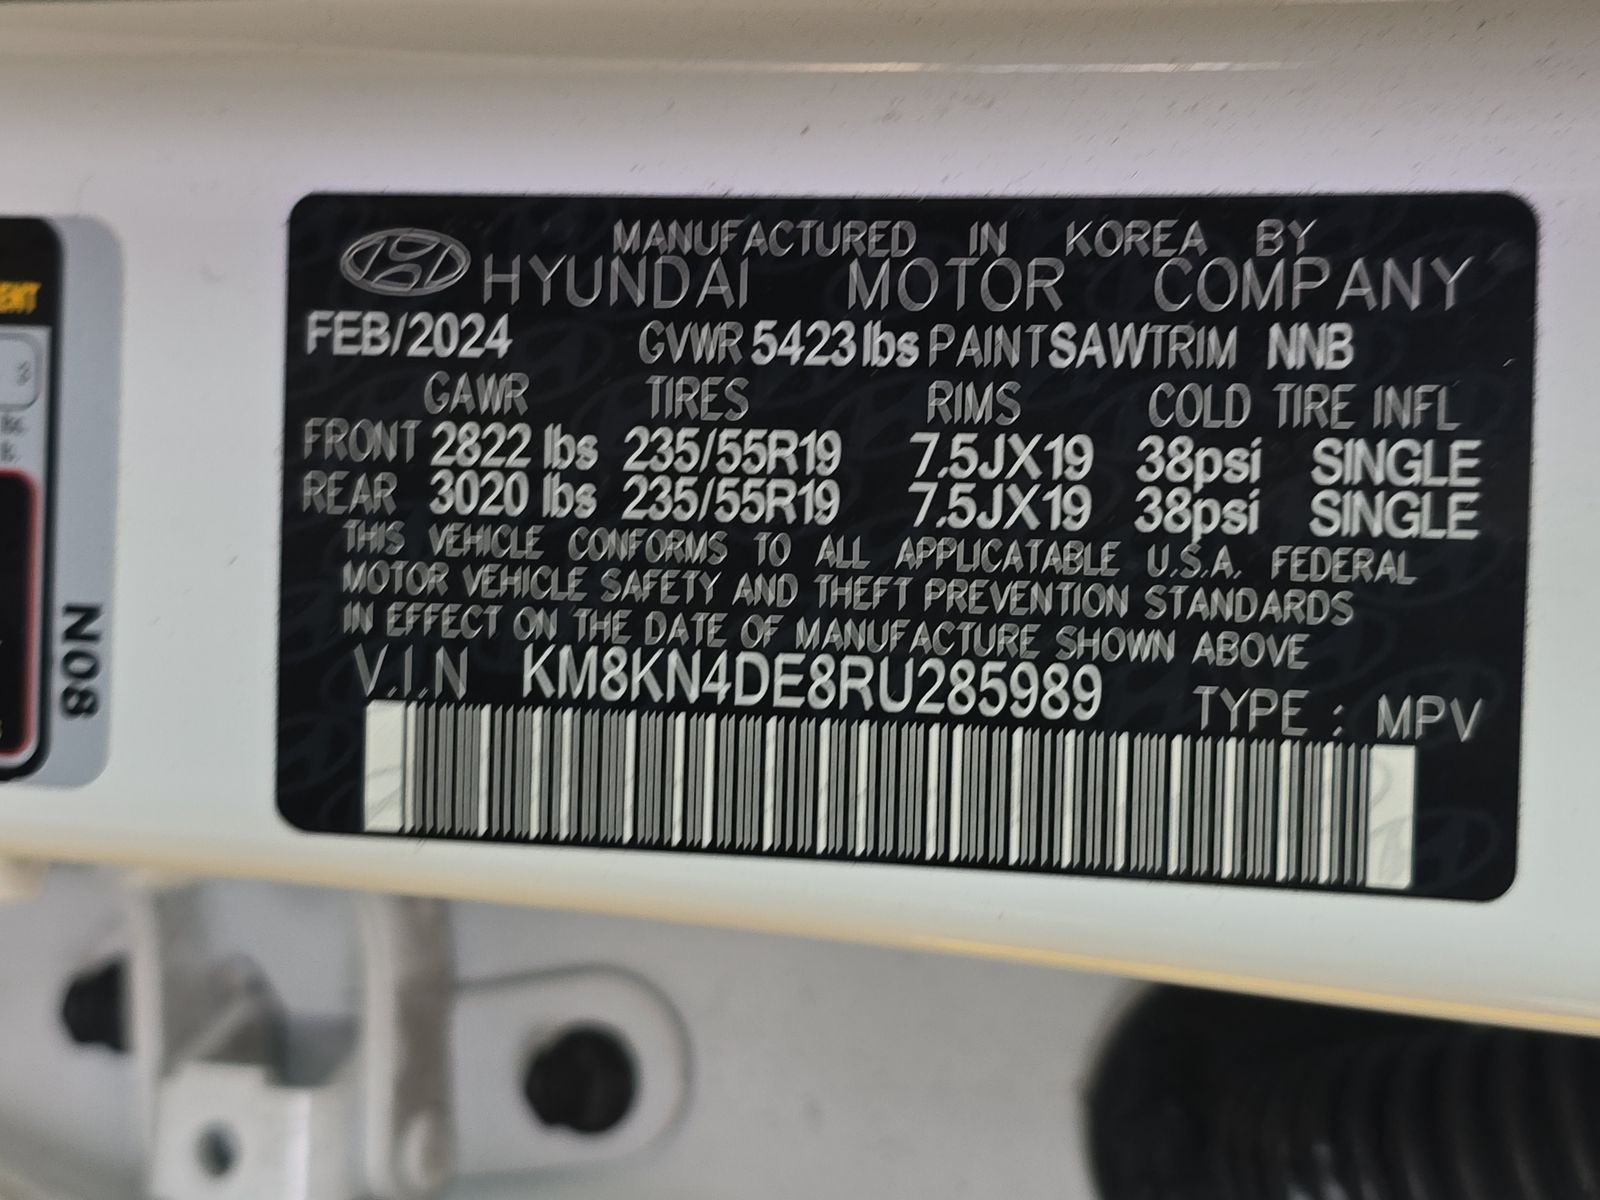 MANUFACTURED IN KOREA BY
HYUNDAI MOTOR COMPANY
FEB/2024 GVWR 5423 lbs PAINT SAW TRIM NNB
GAWR TIRES RIMS COLD TIRE INFL
FRONT 2822 lbs 235/55R19 7.5JX19 38psi SINGLE
REAR 3020 lbs 235/55R19 7.5JX19 38psi SINGLE
THIS VEHICLE CONFORMS TO ALL APPLICATABLE U.S.A. FEDERAL
MOTOR VEHICLE SAFETY AND THEFT PREVENTION STANDARDS
IN EFFECT ON THE DATE OF MANUFACTURE SHOWN ABOVE
V.I.N KM8KN4DE8RU285989 TYPE : MPV
N08